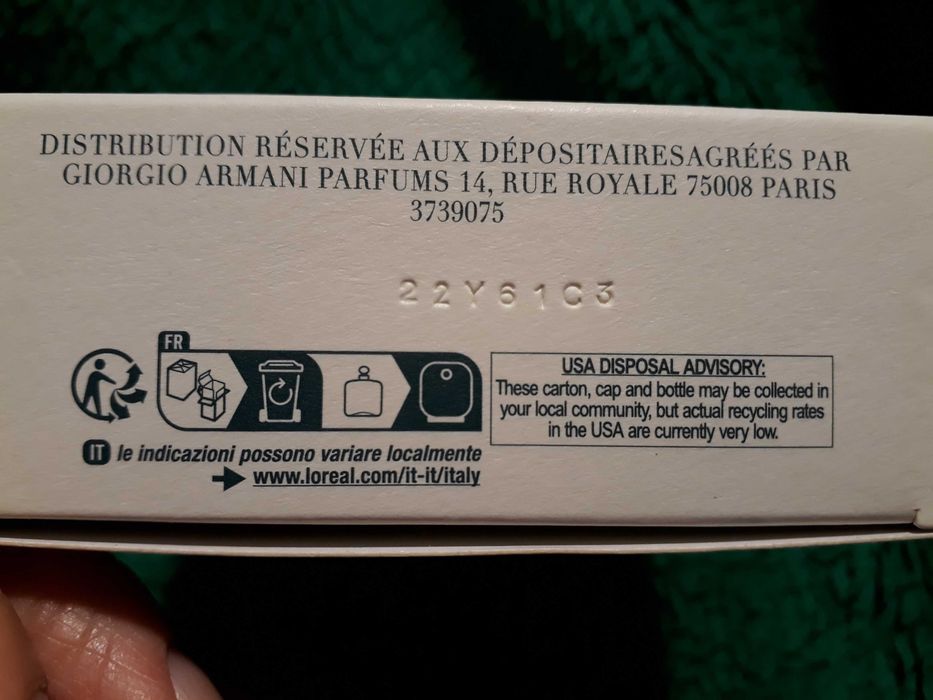 DISTRIBUTION RÉSERVÉE AUX DÉPOSITAIRESAGRÉÉS PAR
GIORGIO ARMANI PARFUMS 14, RUE ROYALE 75008 PARIS
3739075
22Y61C3
FR
USA DISPOSAL ADVISORY:
These carton, cap and bottle may be collected in
your local community, but actual recycling rates
in the USA are currently very low.
IT le indicazioni possono variare localmente
www.loreal.com/it-it/italy